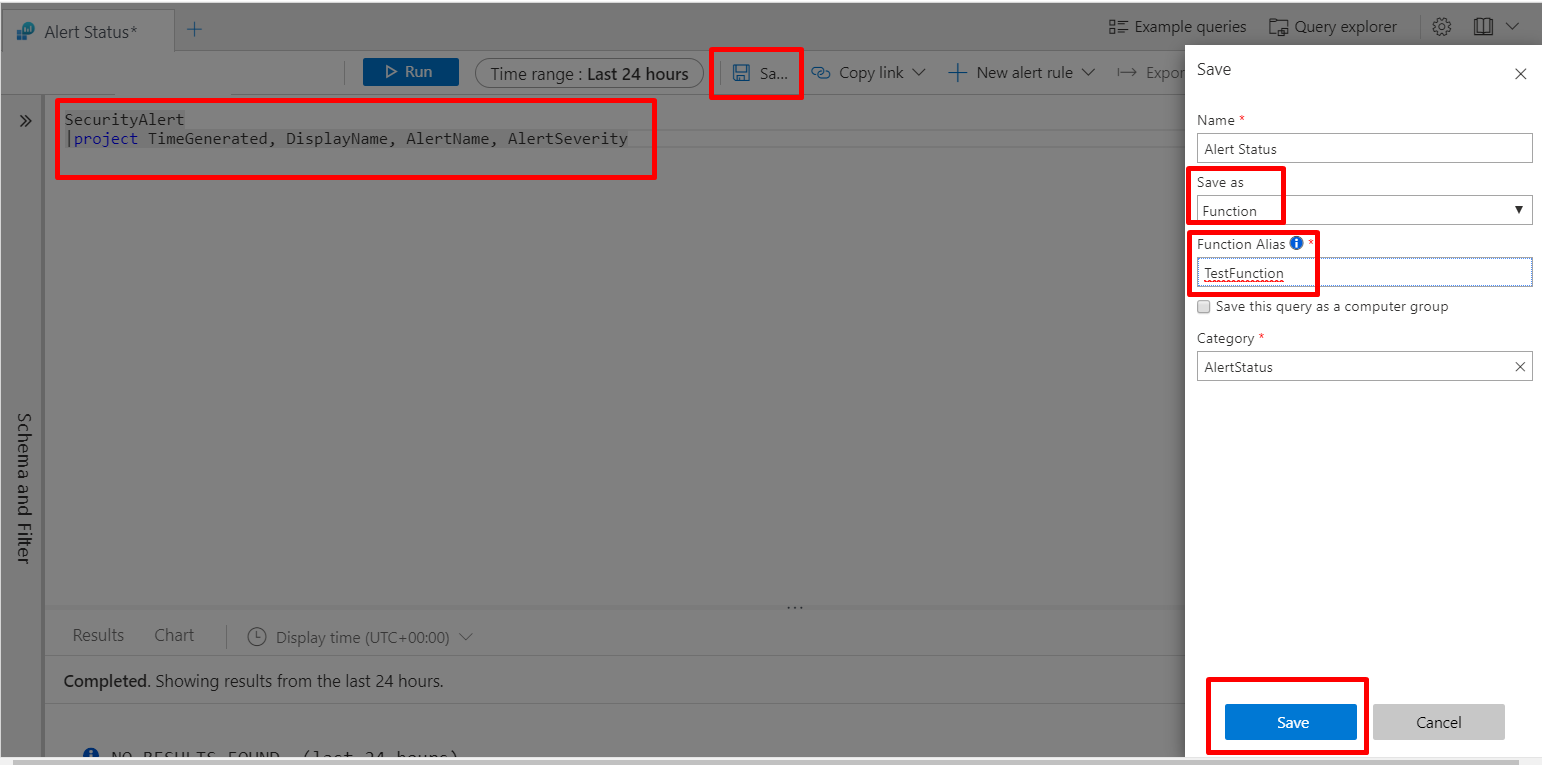 Alert Status*
Example queries
Query explorer
Run
Time range : Last 24 hours
Sa...
Copy link
New alert rule
Expor
SecurityAlert
|project TimeGenerated, DisplayName, AlertName, AlertSeverity
Schema and Filter
Results
Chart
Display time (UTC+00:00)
Completed. Showing results from the last 24 hours.
NO RESULTS FOUND (last 24 hours)
Save
Name *
Alert Status
Save as
Function
Function Alias *
TestFunction
Save this query as a computer group
Category *
AlertStatus
Save
Cancel